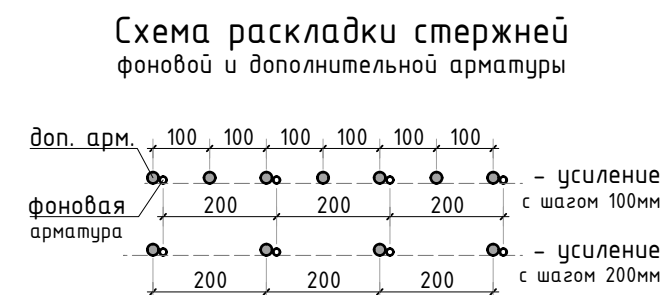 Схема раскладки стержней
фоновой и дополнительной арматуры
доп. арм.
100 100 100 100 100 100
– усиление
с шагом 100мм
фоновая
арматура
200 200 200
– усиление
с шагом 200мм
200 200 200